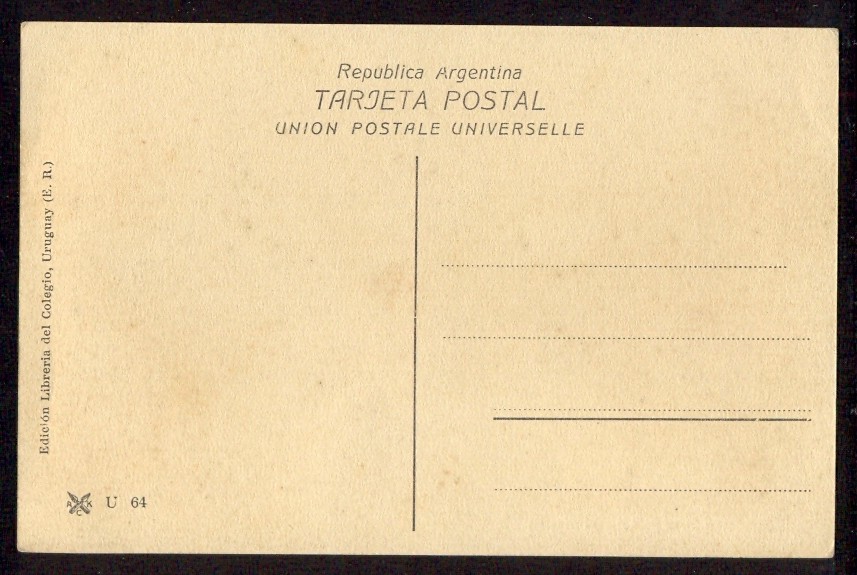 Republica Argentina
TARJETA POSTAL
UNION POSTALE UNIVERSELLE
Edición Libreria del Colegio, Uruguay (E. R.)
A K
C
U 64